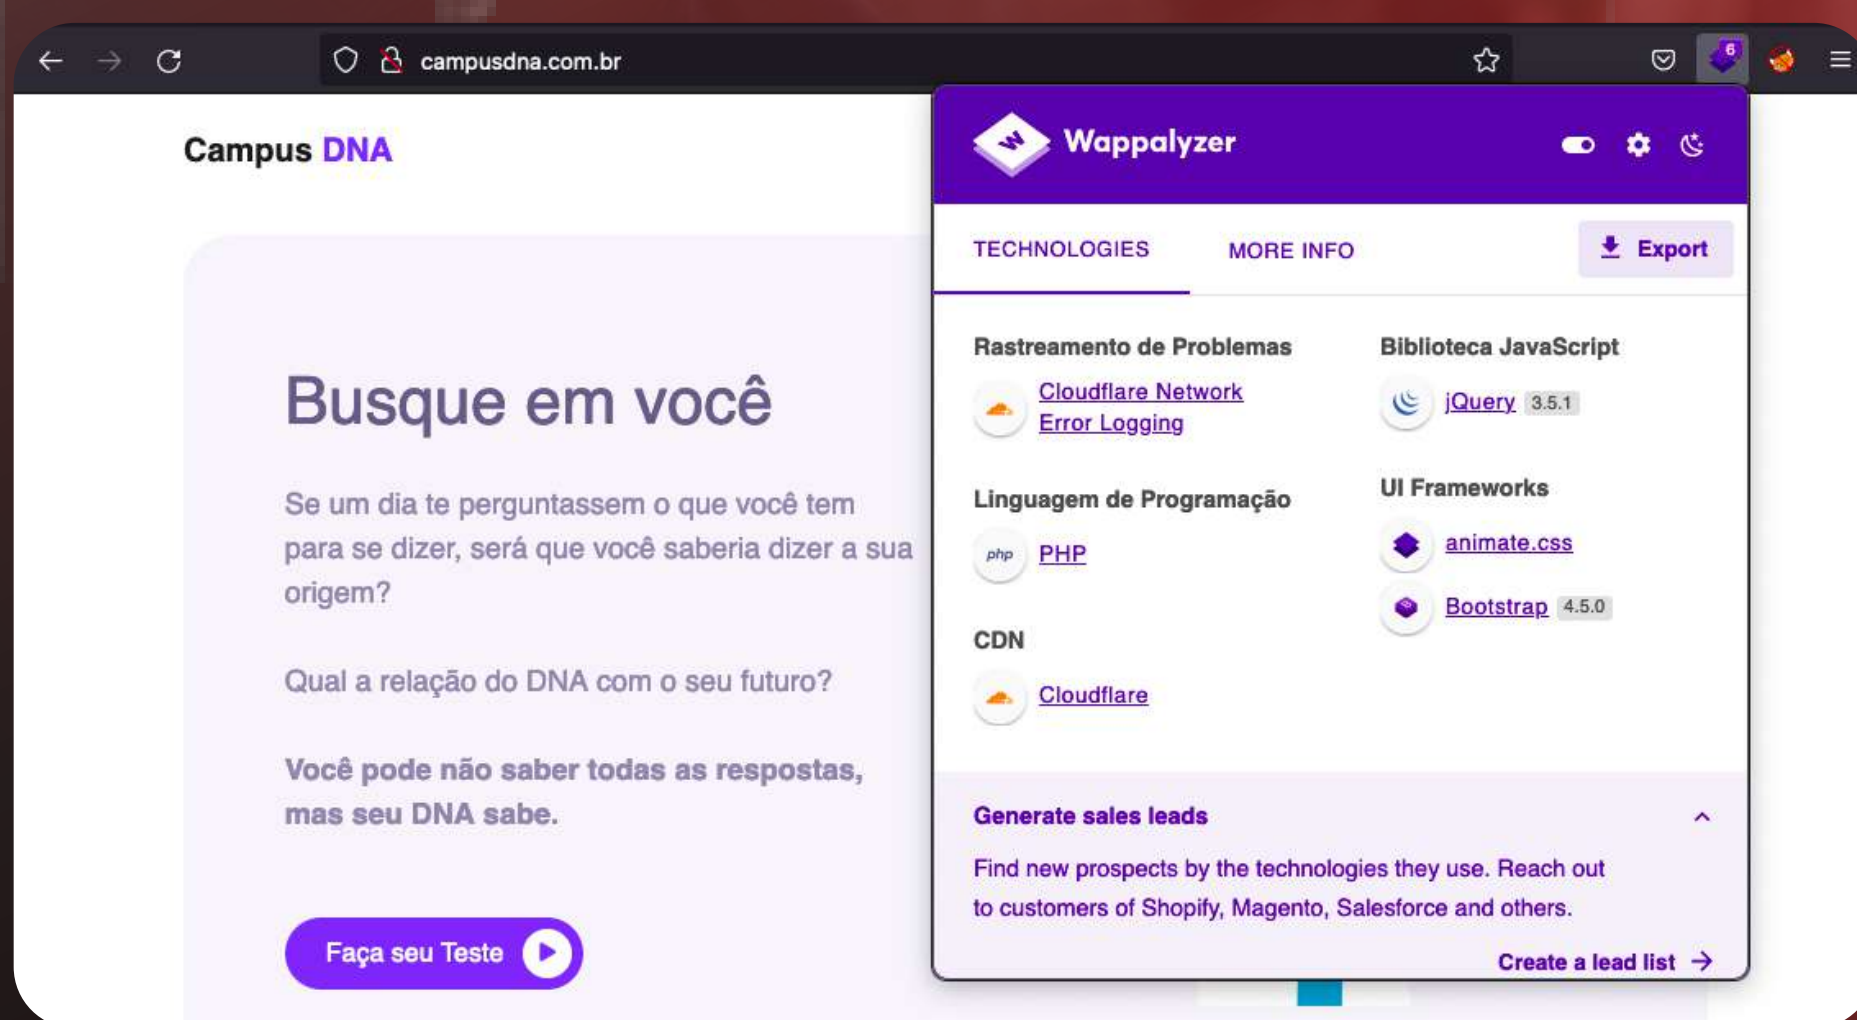 campusdna.com.br
6
Campus DNA
Busque em você
Se um dia te perguntassem o que você tem
para se dizer, será que você saberia dizer a sua
origem?
Qual a relação do DNA com o seu futuro?
Você pode não saber todas as respostas,
mas seu DNA sabe.
Faça seu Teste
W
Wappalyzer
TECHNOLOGIES
MORE INFO
Export
Rastreamento de Problemas
Cloudflare Network
Error Logging
Linguagem de Programação
php PHP
CDN
Cloudflare
Biblioteca JavaScript
jQuery 3.5.1
UI Frameworks
animate.css
Bootstrap 4.5.0
Generate sales leads
Find new prospects by the technologies they use. Reach out
to customers of Shopify, Magento, Salesforce and others.
Create a lead list